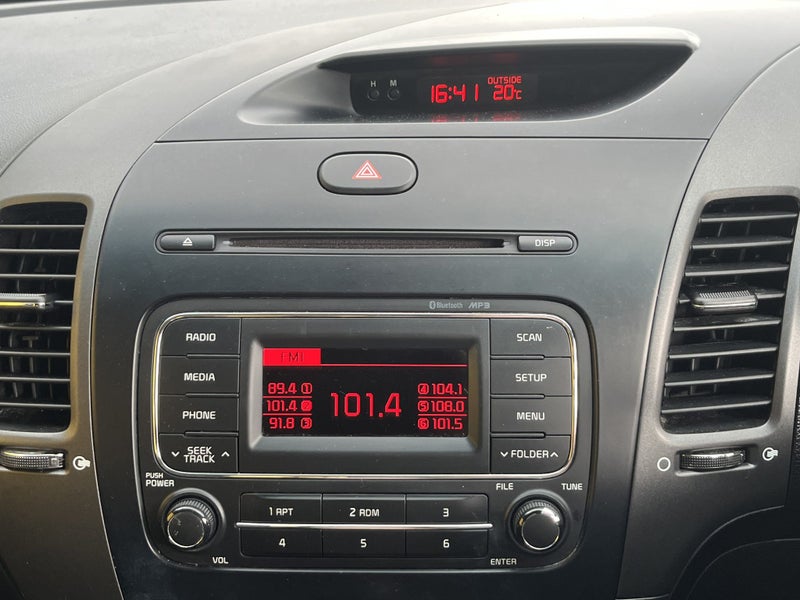 H M
16:41
OUTSIDE
20°C
DISP
Bluetooth MP3
RADIO
MEDIA
PHONE
SEEK
TRACK
FM1
89.4 1
101.4 2
91.8 3
101.4
4 104.1
5 108.0
6 101.5
SCAN
SETUP
MENU
FOLDER
PUSH
POWER
VOL
1 RPT
2 RDM
3
4
5
6
FILE
TUNE
ENTER